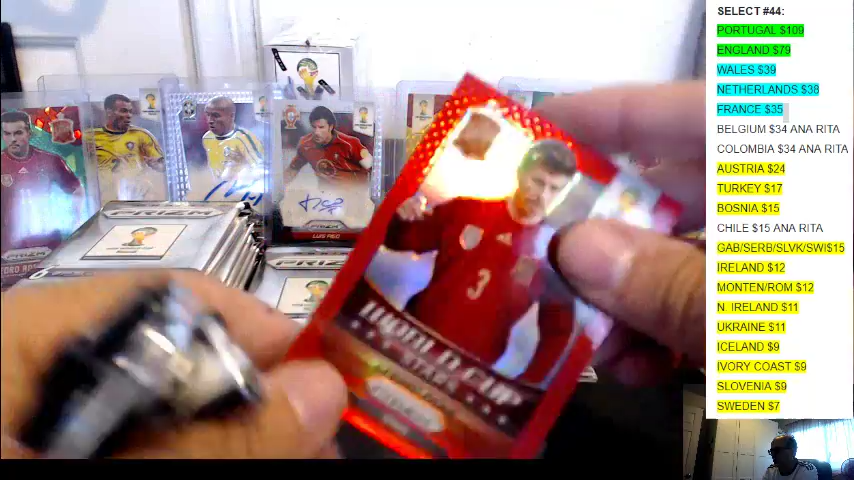 SELECT #44:
PORTUGAL $109
ENGLAND $79
WALES $39
NETHERLANDS $38
FRANCE $35
BELGIUM $34 ANA RITA
COLOMBIA $34 ANA RITA
AUSTRIA $24
TURKEY $17
BOSNIA $15
CHILE $15 ANA RITA
GAB/SERB/SLVK/SWI$15
IRELAND $12
MONTEN/ROM $12
N IRELAND $11
UKRAINE $11
ICELAND $9
IVORY COAST $9
SLOVENIA $9
SWEDEN $7
PRIZM
PRIZM
LUIS FIGO
3
WORLD CUP
STARS